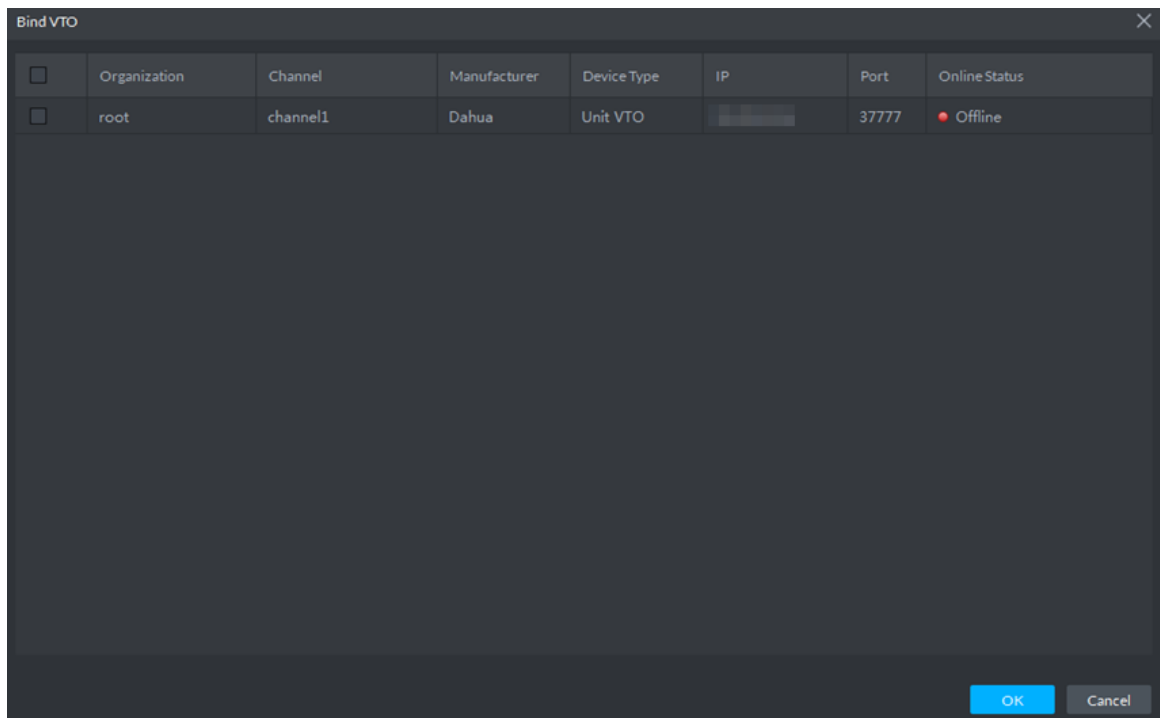 Bind VTO
Organization Channel Manufacturer Device Type IP Port Online Status
root channel1 Dahua Unit VTO 37777 Offline
OK Cancel